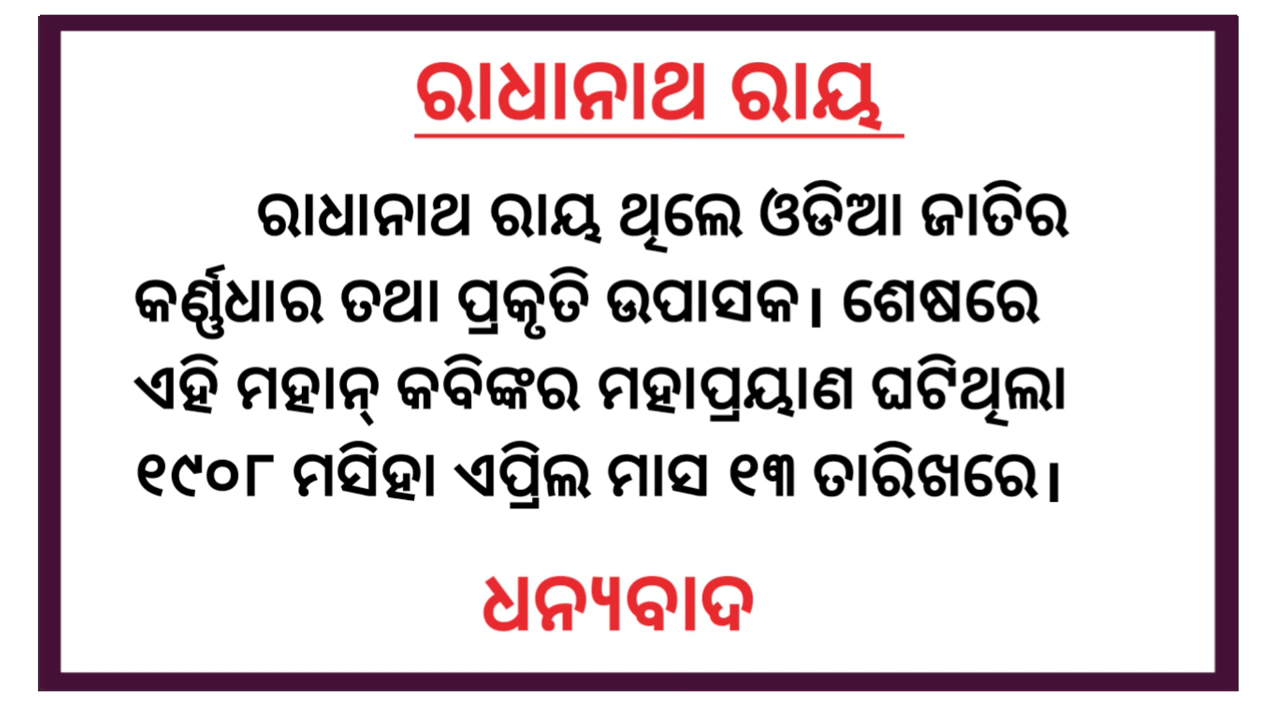 ରାଧାନାଥ ରାୟ
ରାଧାନାଥ ରାୟ ଥିଲେ ଓଡିଆ ଜାତିର
କର୍ଣ୍ଣଧାର ତଥା ପ୍ରକୃତି ଉପାସକ। ଶେଷରେ
ଏହି ମହାନ୍ କବିଙ୍କର ମହାପ୍ରୟାଣ ଘଟିଥିଲା
୧୯୦୮ ମସିହା ଏପ୍ରିଲ ମାସ ୧୩ ତାରିଖରେ।
ଧନ୍ୟବାଦ